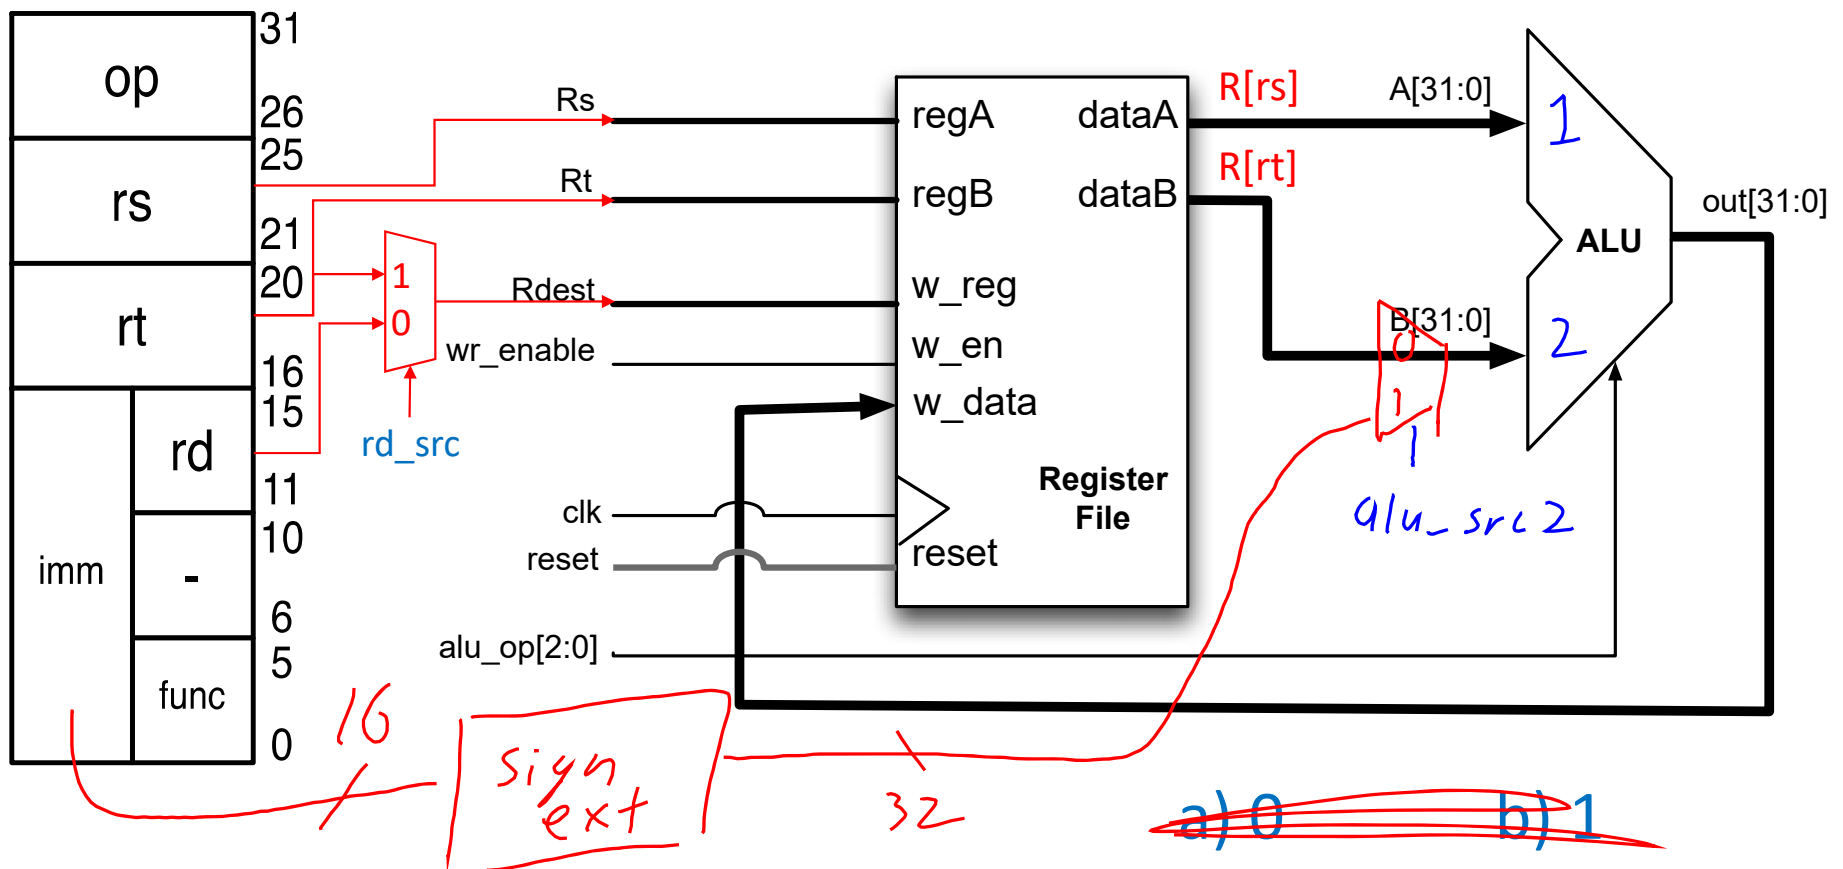 op
31
26
rs
25
21
rt
20
16
imm
rd
15
11
-
10
6
func
5
0
Rs
Rt
1
0
Rdest
wr_enable
rd_src
clk
reset
alu_op[2:0]
regA
dataA
regB
dataB
w_reg
w_en
w_data
Register
File
reset
R[rs]
R[rt]
A[31:0]
B[31:0]
0
1
alu_src2
1
2
ALU
out[31:0]
16
sign
ext
32
a) 0
b) 1